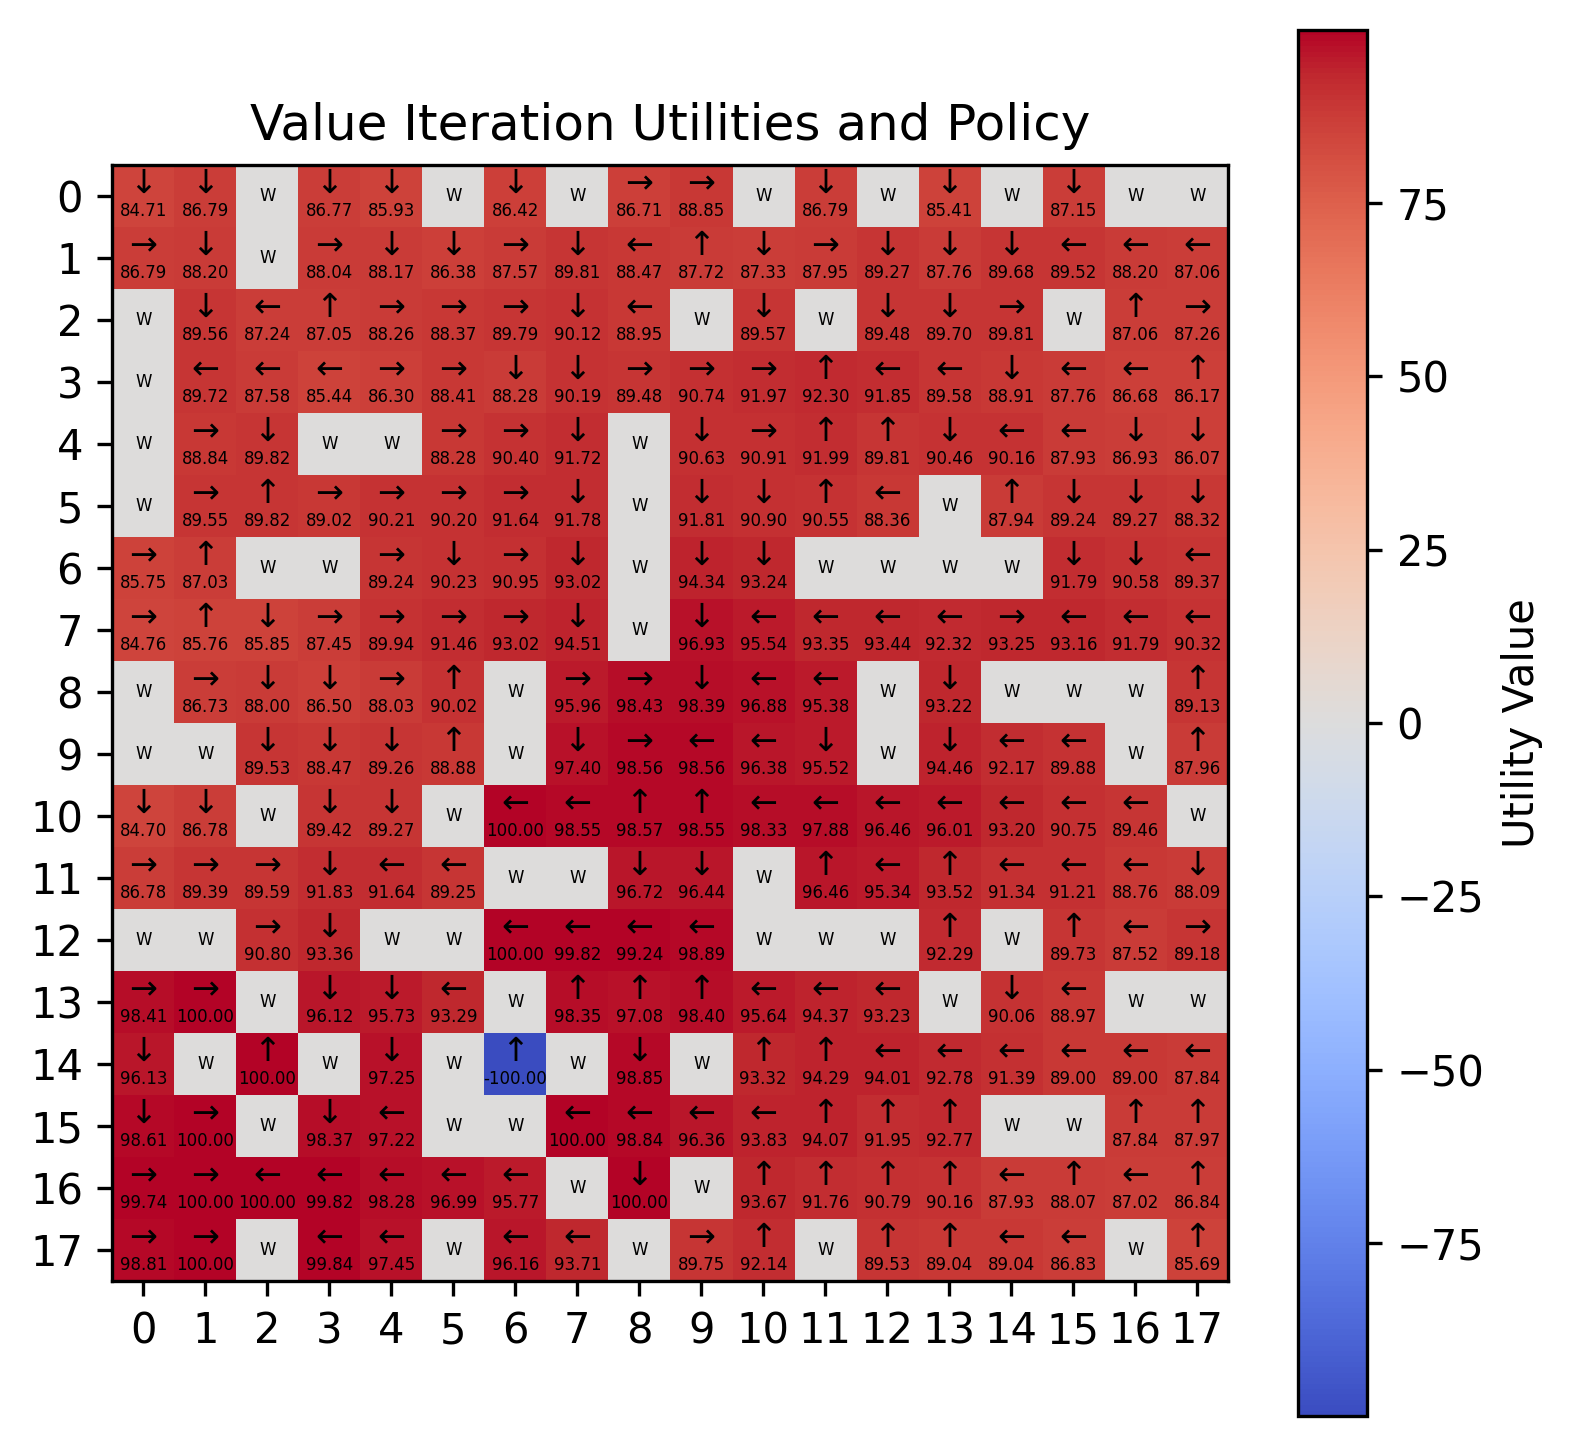 Value Iteration Utilities and Policy
0 ↓ ↓ W ↓ ↓ W ↓ W → → W ↓ W ↓ W ↓ W W
84.71 86.79 86.77 85.93 86.42 86.71 88.85 86.79 85.41 87.15
1 → ↓ W → ↓ ↓ → ↓ ← ↑ ↓ → ↓ ↓ ↓ ← ← ←
86.79 88.20 88.04 88.17 86.38 87.57 89.81 88.47 87.72 87.33 87.95 89.27 87.76 89.68 89.52 88.20 87.06
2 W ↓ ← ↑ → → → ↓ ← W ↓ W ↓ ↓ → W ↑ →
89.56 87.24 87.05 88.26 88.37 89.79 90.12 88.95 89.57 89.48 89.70 89.81 87.06 87.26
3 W ← ← ← → → ↓ ↓ → → → ↑ ← ← ↓ ← ← ↑
89.72 87.58 85.44 86.30 88.41 88.28 90.19 89.48 90.74 91.97 92.30 91.85 89.58 88.91 87.76 86.68 86.17
4 W → ↓ W W → → ↓ W ↓ → ↑ ↑ ↓ ← ← ↓ ↓
88.84 89.82 88.28 90.40 91.72 90.63 90.91 91.99 89.81 90.46 90.16 87.93 86.93 86.07
5 W → ↑ → → → → ↓ W ↓ ↓ ↑ ← W ↑ ↓ ↓ ↓
89.55 89.82 89.02 90.21 90.20 91.64 91.78 91.81 90.90 90.55 88.36 87.94 89.24 89.27 88.32
6 → ↑ W W → ↓ → ↓ W ↓ ↓ W W W W ↓ ↓ ←
85.75 87.03 89.24 90.23 90.95 93.02 94.34 93.24 91.79 90.58 89.37
7 → ↑ ↓ → → → → ↓ W ↓ ← ← ← ← → ← ← ←
84.76 85.76 85.85 87.45 89.94 91.46 93.02 94.51 96.93 95.54 93.35 93.44 92.32 93.25 93.16 91.79 90.32
8 W → ↓ ↓ → ↑ W → → ↓ ← ← W ↓ W W W ↑
86.73 88.00 86.50 88.03 90.02 95.96 98.43 98.39 96.88 95.38 93.22 89.13
9 W W ↓ ↓ ↓ ↑ W ↓ → ← ← ↓ W ↓ ← ← W ↑
89.53 88.47 89.26 88.88 97.40 98.56 98.56 96.38 95.52 94.46 92.17 89.88 87.96
10 ↓ ↓ W ↓ ↓ W ← ← ↑ ↑ ← ← ← ← ← ← ← W
84.70 86.78 89.42 89.27 100.00 98.55 98.57 98.55 98.33 97.88 96.46 96.01 93.20 90.75 89.46
11 → → → ↓ ← ← W W ↓ ↓ W ↑ ← ↑ ← ← ← ↓
86.78 89.39 89.59 91.83 91.64 89.25 96.72 96.44 96.46 95.34 93.52 91.34 91.21 88.76 88.09
12 W W → ↓ W W ← ← ← ← W W W ↑ W ↑ ← →
90.80 93.36 100.00 99.82 99.24 98.89 92.29 89.73 87.52 89.18
13 → → W ↓ ↓ ← W ↑ ↑ ↑ ← ← ← W ↓ ← W W
98.41 100.00 96.12 95.73 93.29 98.35 97.08 98.40 95.64 94.37 93.23 90.06 88.97
14 ↓ W ↑ W ↓ W ↑ W ↓ W ↑ ↑ ← ← ← ← ← ←
96.13 100.00 97.25 -100.00 98.85 93.32 94.29 94.01 92.78 91.39 89.00 89.00 87.84
15 ↓ → W ↓ ← W W ← ← ← ← ↑ ↑ ↑ W W ↑ ↑
98.61 100.00 98.37 97.22 100.00 98.84 96.36 93.83 94.07 91.95 92.77 87.84 87.97
16 → → ← ← ← ← ← W ↓ W ↑ ↑ ↑ ↑ ← ↑ ← ↑
99.74 100.00 100.00 99.82 98.28 96.99 95.77 100.00 93.67 91.76 90.79 90.16 87.93 88.07 87.02 86.84
17 → → W ← ← W ← ← W → ↑ W ↑ ↑ ← ← W ↑
98.81 100.00 99.84 97.45 96.16 93.71 89.75 92.14 89.53 89.04 89.04 86.83 85.69
0 1 2 3 4 5 6 7 8 9 10 11 12 13 14 15 16 17
75
50
25
0
−25
−50
−75
Utility Value